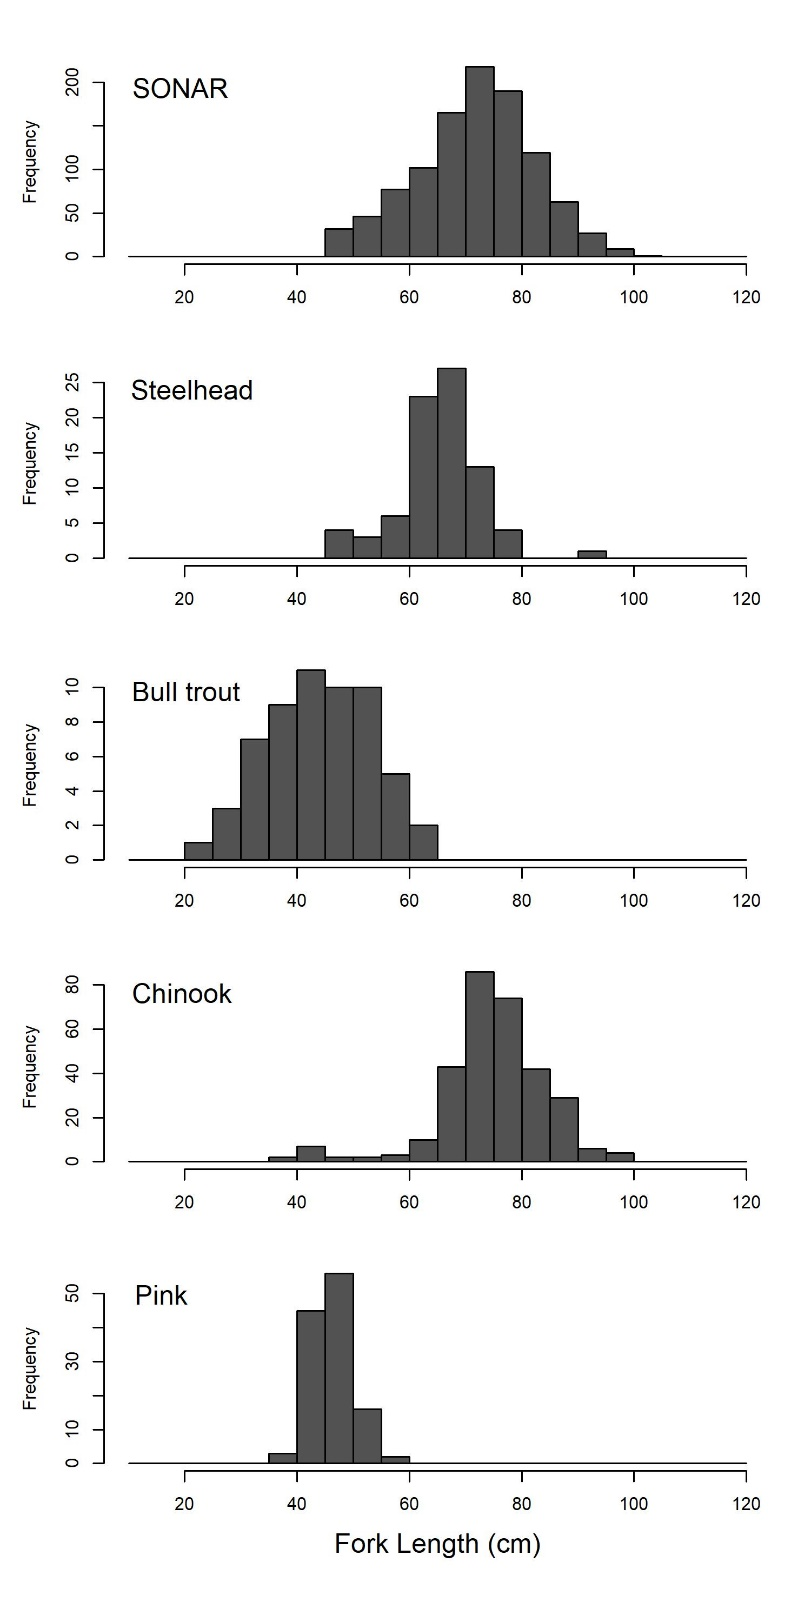 SONAR
Frequency
200
100
50
0
20 40 60 80 100 120
Steelhead
Frequency
25
20
15
10
5
0
20 40 60 80 100 120
Bull trout
Frequency
10
8
6
4
2
0
20 40 60 80 100 120
Chinook
Frequency
80
60
40
20
0
20 40 60 80 100 120
Pink
Frequency
50
30
10
0
20 40 60 80 100 120
Fork Length (cm)